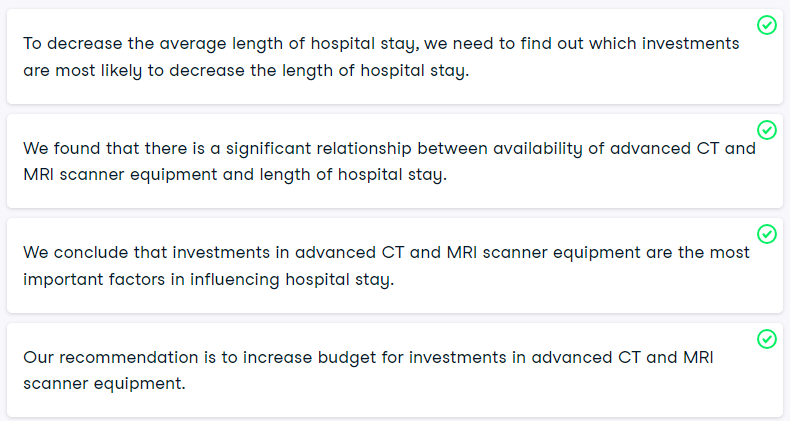 To decrease the average length of hospital stay, we need to find out which investments
are most likely to decrease the length of hospital stay.
We found that there is a significant relationship between availability of advanced CT and
MRI scanner equipment and length of hospital stay.
We conclude that investments in advanced CT and MRI scanner equipment are the most
important factors in influencing hospital stay.
Our recommendation is to increase budget for investments in advanced CT and MRI
scanner equipment.